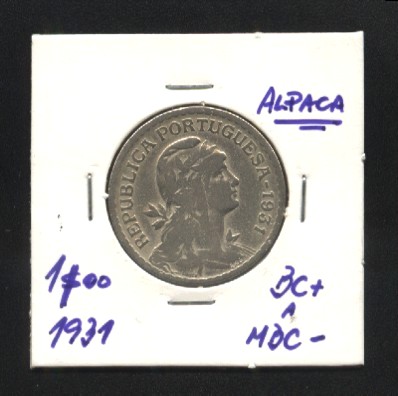 ALPACA
REPUBLICA PORTUGUESA-1931
1$00
1931
BC+
A
MBC-